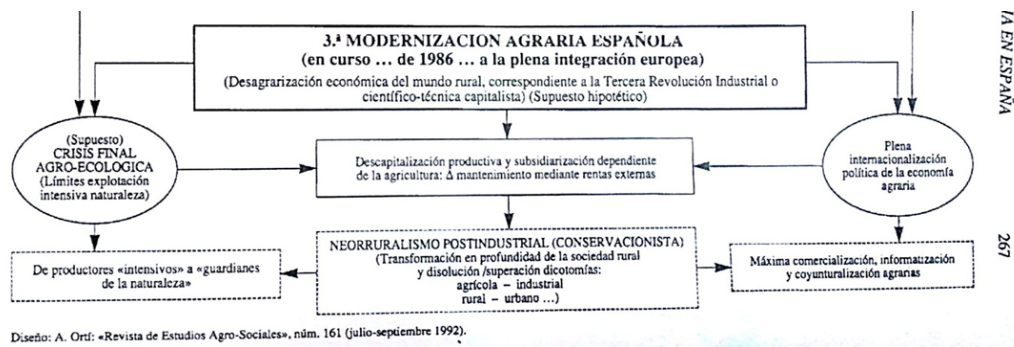 3.ª MODERNIZACION AGRARIA ESPAÑOLA
(en curso ... de 1986 ... a la plena integración europea)
(Desagrarización económica del mundo rural, correspondiente a la Tercera Revolución Industrial o
científico-técnica capitalista) (Supuesto hipotético)
(Supuesto)
CRISIS FINAL
AGRO-ECOLOGICA
(Límites explotación
intensiva naturaleza)
Descapitalización productiva y subsidiarización dependiente
de la agricultura: Δ mantenimiento mediante rentas externas
Plena
internacionalización
política de la economía
agraria
De productores «intensivos» a «guardianes
de la naturaleza»
NEORRURALISMO POSTINDUSTRIAL (CONSERVACIONISTA)
(Transformación en profundidad de la sociedad rural
y disolución /superación dicotomías:
agrícola – industrial
rural – urbano ...)
Máxima comercialización, informatización
y coyunturalización agrarias
Diseño: A. Ortí: «Revista de Estudios Agro-Sociales», núm. 161 (julio-septiembre 1992).
IA EN ESPAÑA
267